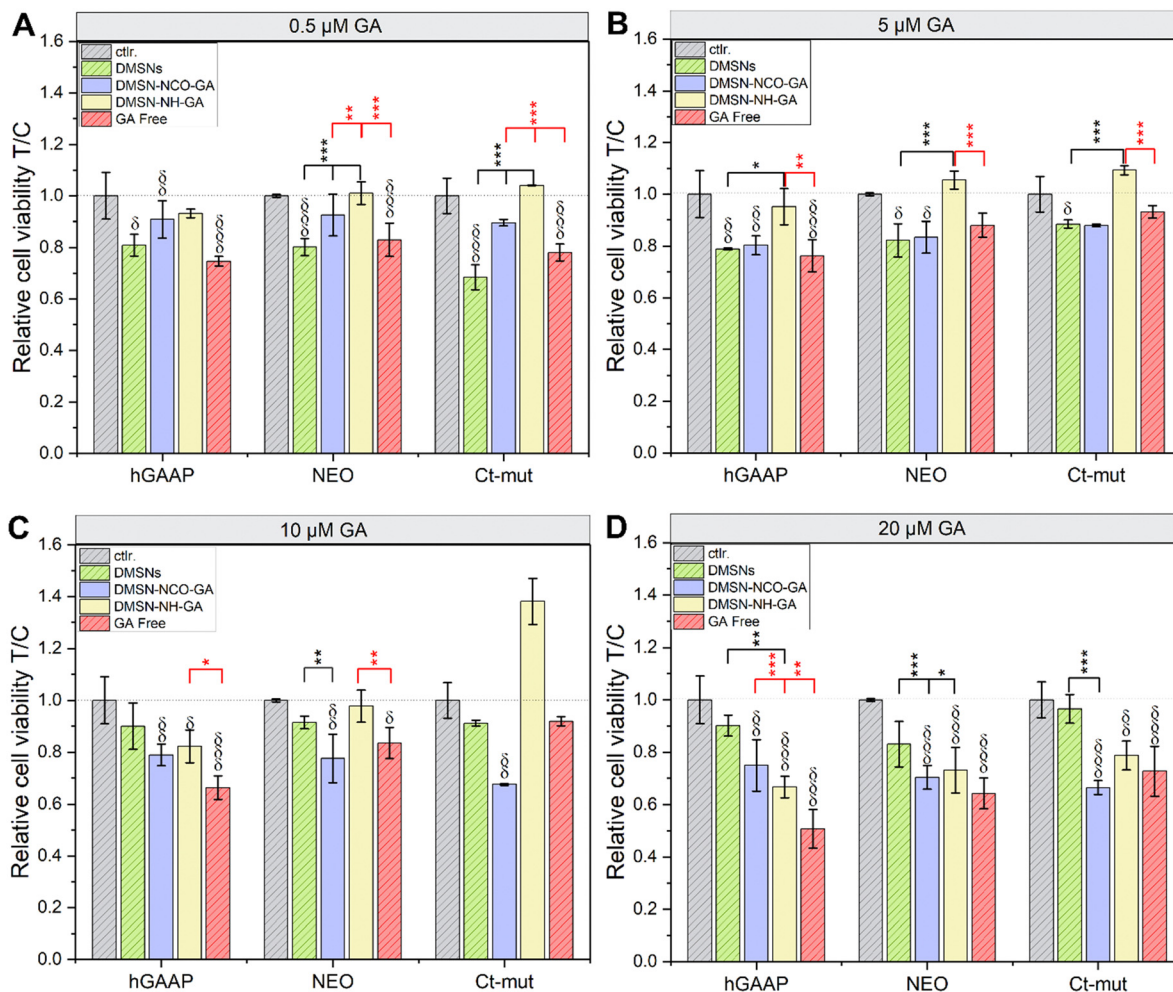 A
0.5 µM GA
1.6
1.4
1.2
1.0
0.8
0.6
0.4
0.2
0.0
Relative cell viability T/C
ctlr.
DMSNs
DMSN-NCO-GA
DMSN-NH-GA
GA Free
δ
δδ
δδδδ
δδδ
***
**
***
δδδ
δδδδ
***
***
δδδ
hGAAP
NEO
Ct-mut
B
5 µM GA
1.6
1.4
1.2
1.0
0.8
0.6
0.4
0.2
0.0
Relative cell viability T/C
ctlr.
DMSNs
DMSN-NCO-GA
DMSN-NH-GA
GA Free
*
**
***
***
***
***
hGAAP
NEO
Ct-mut
C
10 µM GA
1.6
1.4
1.2
1.0
0.8
0.6
0.4
0.2
0.0
Relative cell viability T/C
ctlr.
DMSNs
DMSN-NCO-GA
DMSN-NH-GA
GA Free
*
**
**
hGAAP
NEO
Ct-mut
D
20 µM GA
1.6
1.4
1.2
1.0
0.8
0.6
0.4
0.2
0.0
Relative cell viability T/C
ctlr.
DMSNs
DMSN-NCO-GA
DMSN-NH-GA
GA Free
**
***
**
***
*
***
hGAAP
NEO
Ct-mut